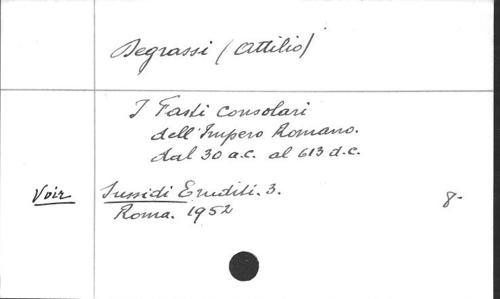 Degrassi (Attilio)
I Fasti consolari
dell'Impero Romano.
dal 30 a.c. al 613 d.c.
Voir Sussidi Eruditi. 3. 8-
Roma. 1952